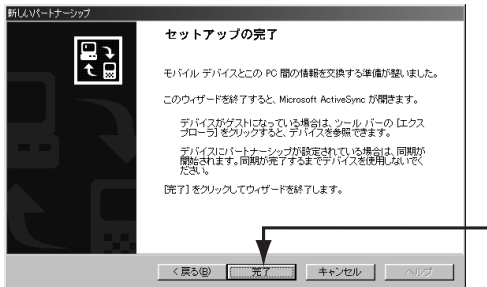 新しいパートナーシップ
セットアップの完了
モバイル デバイスとこの PC 間の情報を交換する準備が整いました。
このウィザードを終了すると、Microsoft ActiveSync が開きます。
デバイスがゲストになっている場合は、ツール バーの [エクス
プローラ] をクリックすると、デバイスを参照できます。
デバイスにパートナーシップが設定されている場合は、同期が
開始されます。同期が完了するまでデバイスを使用しないでく
ださい。
[完了] をクリックしてウィザードを終了します。
< 戻る(B) 完了 キャンセル ヘルプ